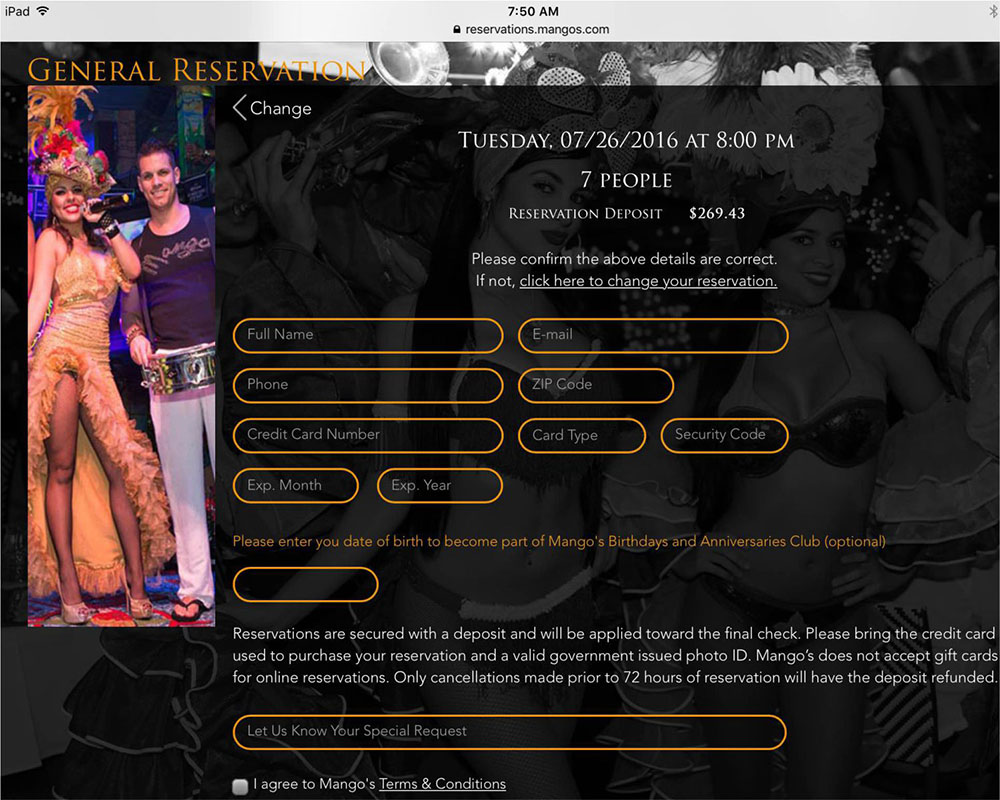 iPad 7:50 AM
reservations.mangos.com
General Reservation
Change
Tuesday, 07/26/2016 at 8:00 pm
7 people
Reservation Deposit $269.43
Please confirm the above details are correct.
If not, click here to change your reservation.
Full Name E-mail
Phone ZIP Code
Credit Card Number Card Type Security Code
Exp. Month Exp. Year
Please enter you date of birth to become part of Mango's Birthdays and Anniversaries Club (optional)
Reservations are secured with a deposit and will be applied toward the final check. Please bring the credit card
used to purchase your reservation and a valid government issued photo ID. Mango's does not accept gift cards
for online reservations. Only cancellations made prior to 72 hours of reservation will have the deposit refunded.
Let Us Know Your Special Request
I agree to Mango's Terms & Conditions
mango's